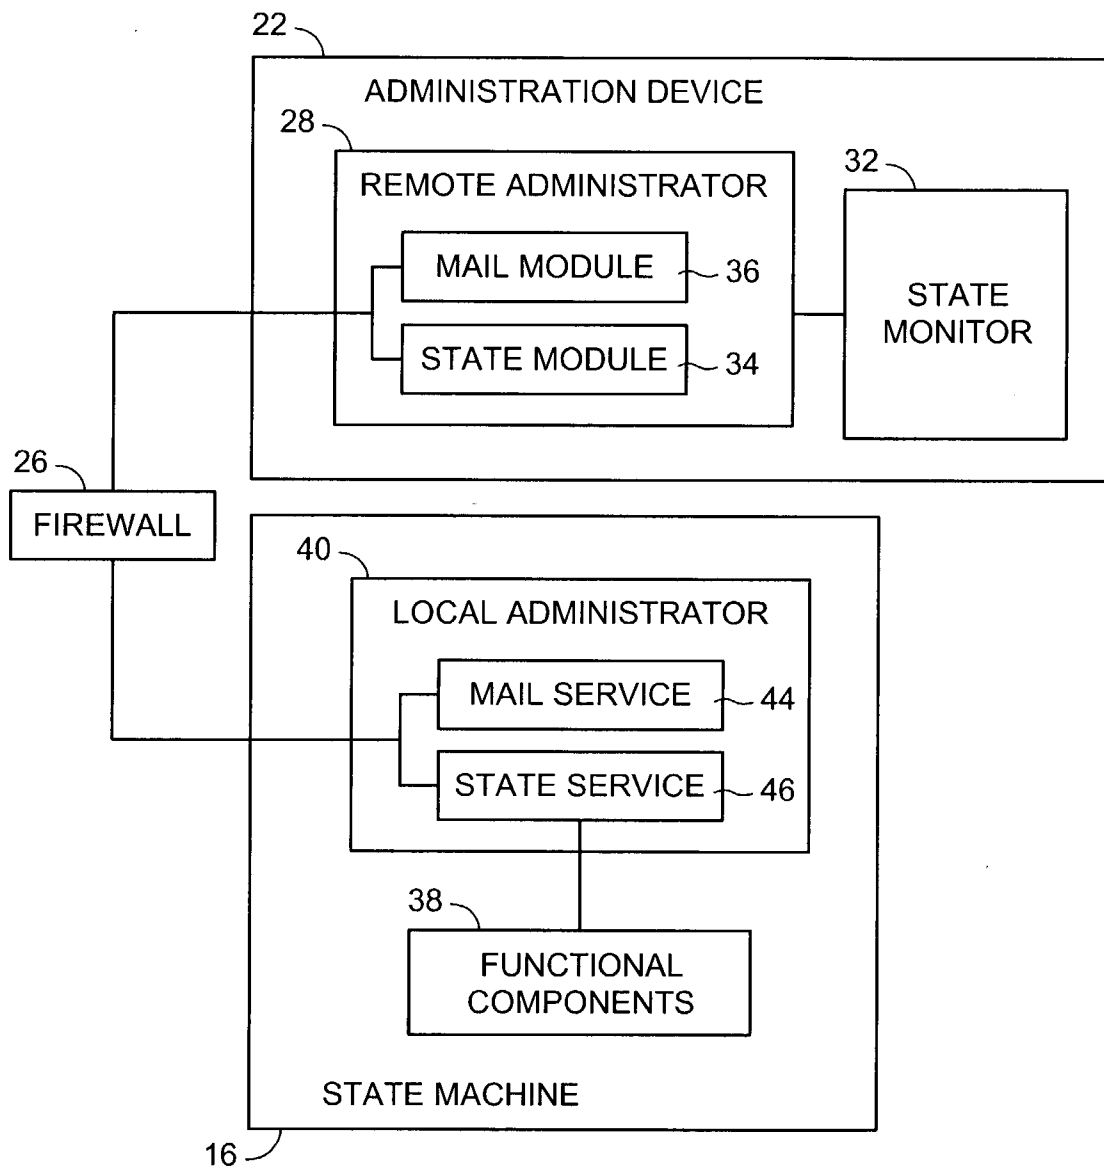 22
ADMINISTRATION DEVICE
28
REMOTE ADMINISTRATOR
32
MAIL MODULE
36
STATE MODULE
34
STATE
MONITOR
26
FIREWALL
40
LOCAL ADMINISTRATOR
MAIL SERVICE
44
STATE SERVICE
46
38
FUNCTIONAL
COMPONENTS
STATE MACHINE
16